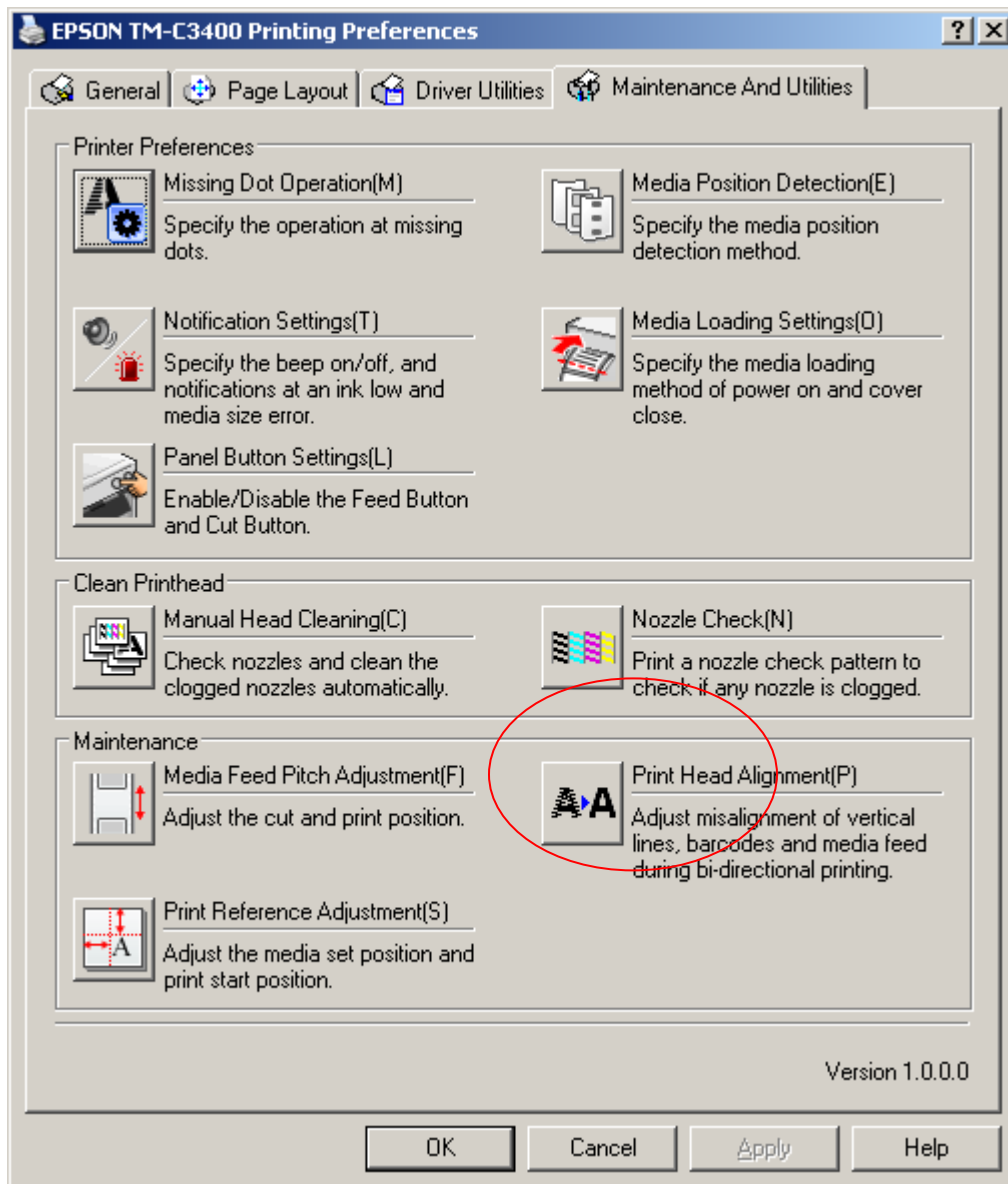 EPSON TM-C3400 Printing Preferences
General
Page Layout
Driver Utilities
Maintenance And Utilities
Printer Preferences
Missing Dot Operation(M)
Specify the operation at missing
dots.
Media Position Detection(E)
Specify the media position
detection method.
Notification Settings(T)
Specify the beep on/off, and
notifications at an ink low and
media size error.
Media Loading Settings(O)
Specify the media loading
method of power on and cover
close.
Panel Button Settings(L)
Enable/Disable the Feed Button
and Cut Button.
Clean Printhead
Manual Head Cleaning(C)
Check nozzles and clean the
clogged nozzles automatically.
Nozzle Check(N)
Print a nozzle check pattern to
check if any nozzle is clogged.
Maintenance
Media Feed Pitch Adjustment(F)
Adjust the cut and print position.
Print Head Alignment(P)
Adjust misalignment of vertical
lines, barcodes and media feed
during bi-directional printing.
Print Reference Adjustment(S)
Adjust the media set position and
print start position.
Version 1.0.0.0
OK
Cancel
Apply
Help